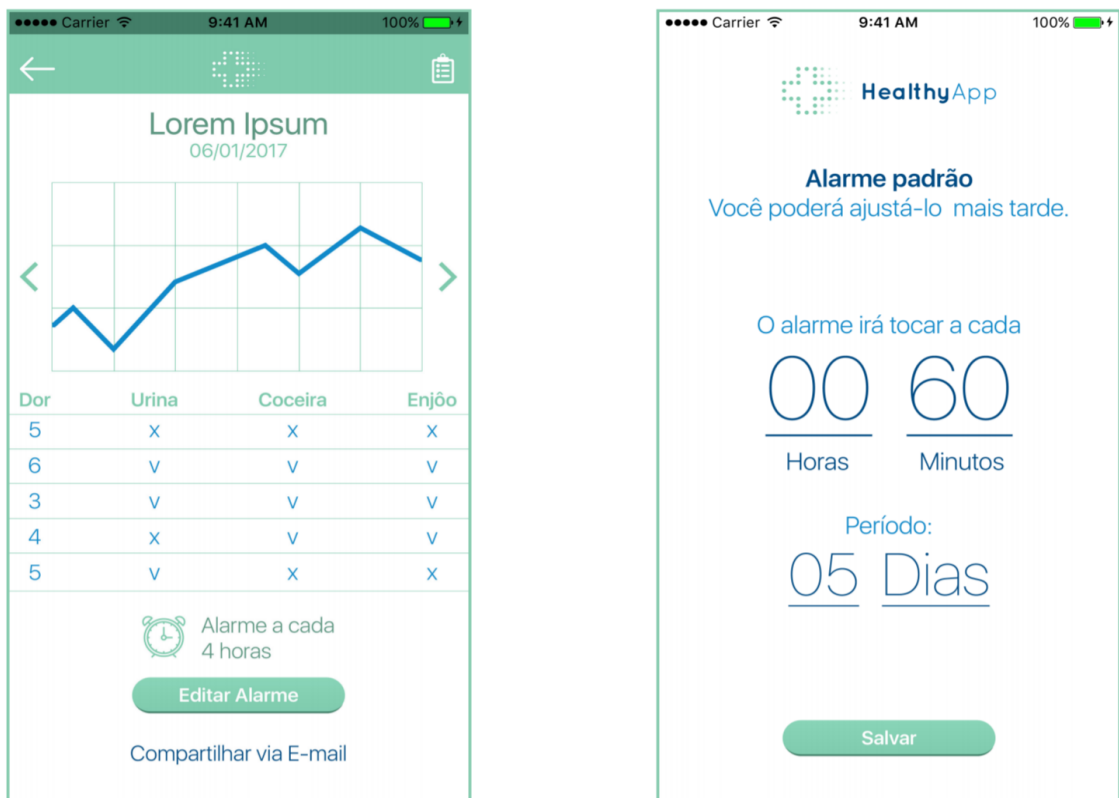 ●●●●● Carrier 9:41 AM 100%
Lorem Ipsum
06/01/2017
Dor Urina Coceira Enjôo
5 x x x
6 v v v
3 v v v
4 x v v
5 v x x
Alarme a cada
4 horas
Editar Alarme
Compartilhar via E-mail
●●●●● Carrier 9:41 AM 100%
HealthyApp
Alarme padrão
Você poderá ajustá-lo mais tarde.
O alarme irá tocar a cada
00 60
Horas Minutos
Período:
05 Dias
Salvar